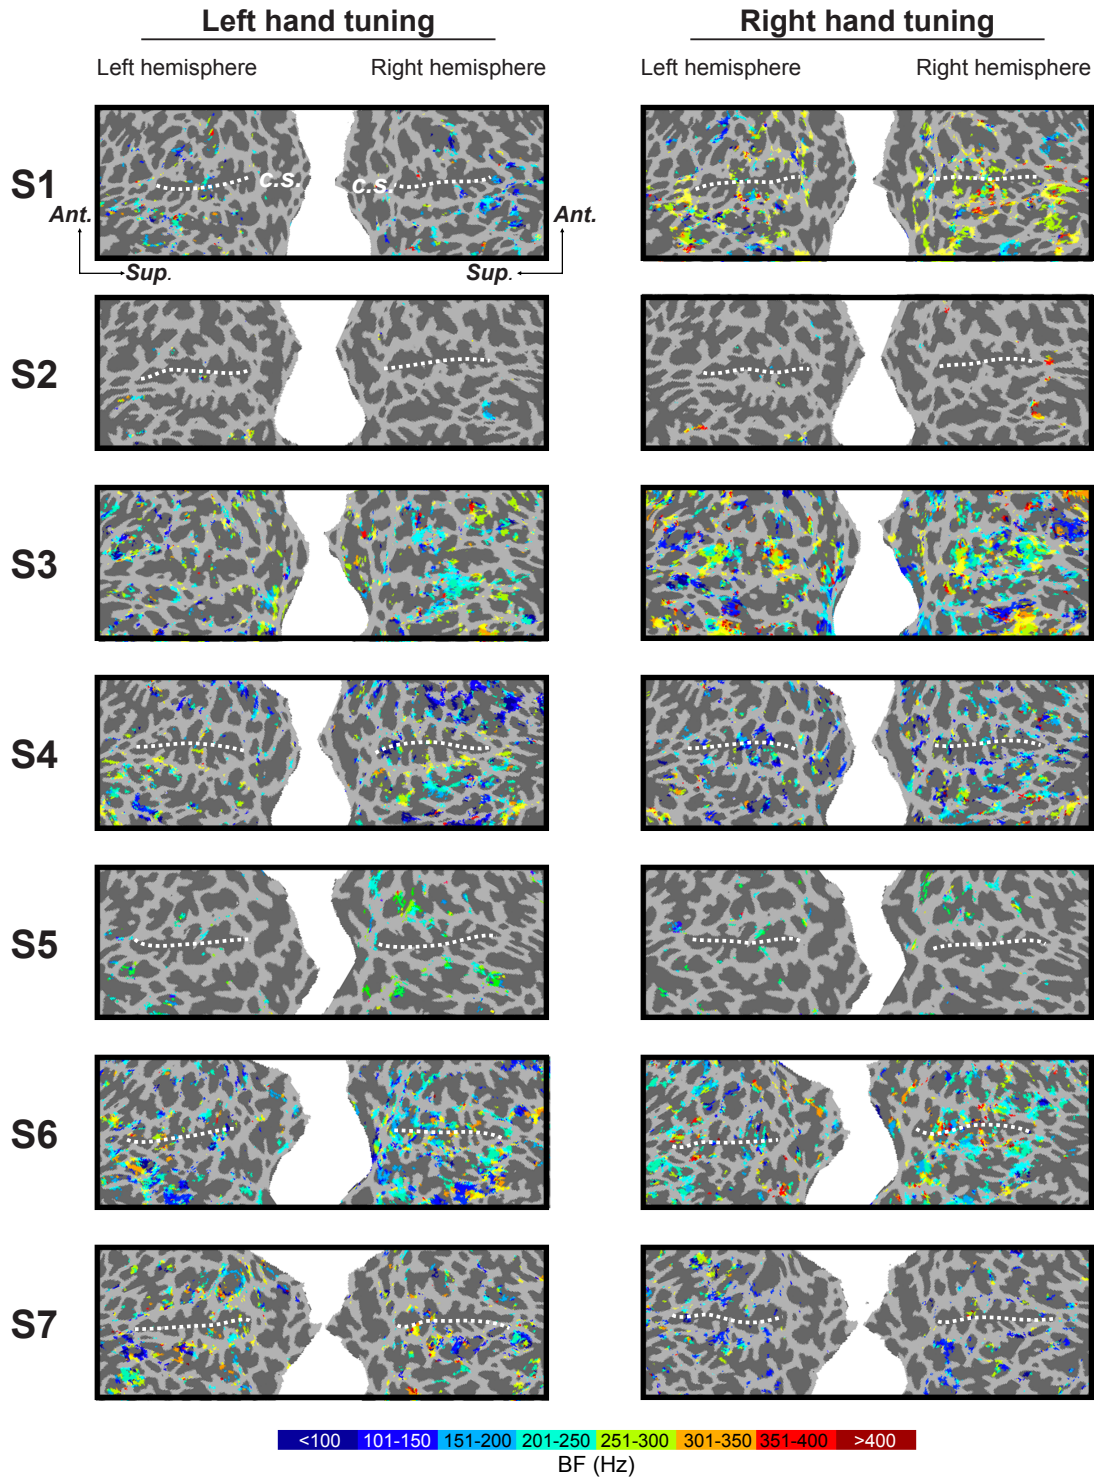 Left hand tuning Right hand tuning
Left hemisphere Right hemisphere Left hemisphere Right hemisphere
S1 c.s. c.s.
Ant. Ant.
Sup. Sup.
S2
S3
S4
S5
S6
S7
<100 101-150 151-200 201-250 251-300 301-350 351-400 >400
BF (Hz)